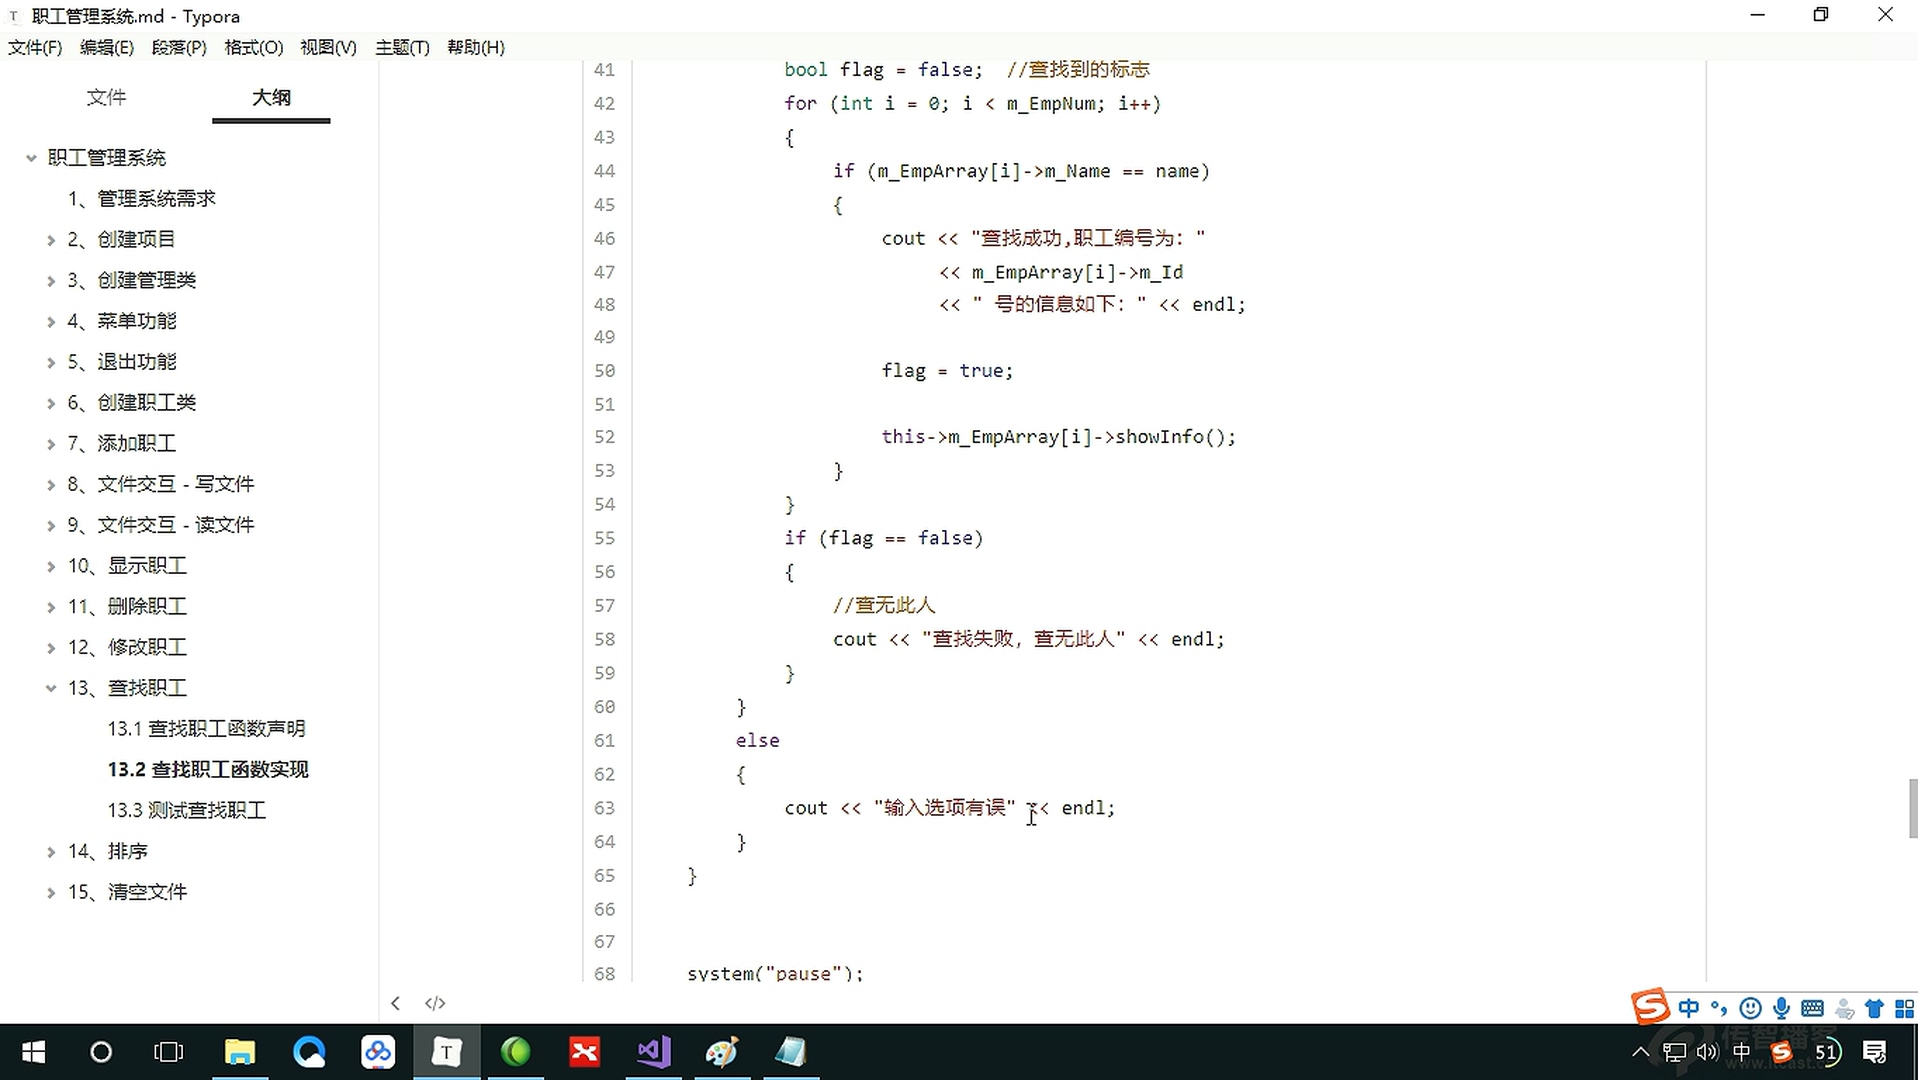 职工管理系统.md - Typora
文件(F) 编辑(E) 段落(P) 格式(O) 视图(V) 主题(T) 帮助(H)
文件 大纲
职工管理系统
1、管理系统需求
2、创建项目
3、创建管理类
4、菜单功能
5、退出功能
6、创建职工类
7、添加职工
8、文件交互 - 写文件
9、文件交互 - 读文件
10、显示职工
11、删除职工
12、修改职工
13、查找职工
13.1 查找职工函数声明
13.2 查找职工函数实现
13.3 测试查找职工
14、排序
15、清空文件
41 bool flag = false; //查找到的标志
42 for (int i = 0; i < m_EmpNum; i++)
43 {
44 if (m_EmpArray[i]->m_Name == name)
45 {
46 cout << "查找成功,职工编号为："
47 << m_EmpArray[i]->m_Id
48 << " 号的信息如下：" << endl;
49
50 flag = true;
51
52 this->m_EmpArray[i]->showInfo();
53 }
54 }
55 if (flag == false)
56 {
57 //查无此人
58 cout << "查找失败，查无此人" << endl;
59 }
60 }
61 else
62 {
63 cout << "输入选项有误" << endl;
64 }
65 }
66
67
68 system("pause");
中
中 51
传智播客